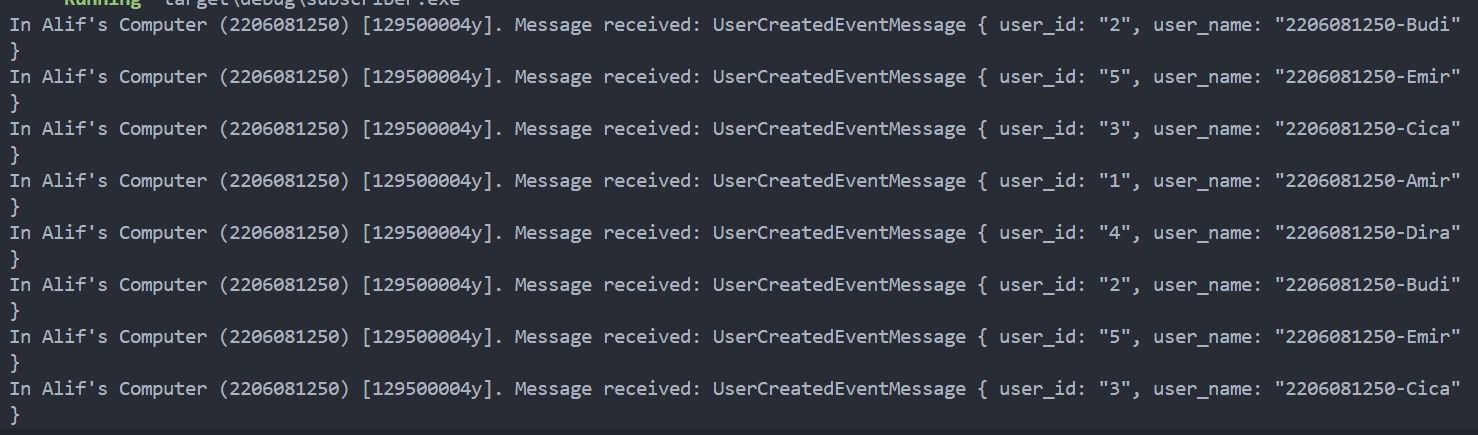 Running `target\debug\subscriber.exe`
In Alif's Computer (2206081250) [129500004y]. Message received: UserCreatedEventMessage { user_id: "2", user_name: "2206081250-Budi"
}
In Alif's Computer (2206081250) [129500004y]. Message received: UserCreatedEventMessage { user_id: "5", user_name: "2206081250-Emir"
}
In Alif's Computer (2206081250) [129500004y]. Message received: UserCreatedEventMessage { user_id: "3", user_name: "2206081250-Cica"
}
In Alif's Computer (2206081250) [129500004y]. Message received: UserCreatedEventMessage { user_id: "1", user_name: "2206081250-Amir"
}
In Alif's Computer (2206081250) [129500004y]. Message received: UserCreatedEventMessage { user_id: "4", user_name: "2206081250-Dira"
}
In Alif's Computer (2206081250) [129500004y]. Message received: UserCreatedEventMessage { user_id: "2", user_name: "2206081250-Budi"
}
In Alif's Computer (2206081250) [129500004y]. Message received: UserCreatedEventMessage { user_id: "5", user_name: "2206081250-Emir"
}
In Alif's Computer (2206081250) [129500004y]. Message received: UserCreatedEventMessage { user_id: "3", user_name: "2206081250-Cica"
}